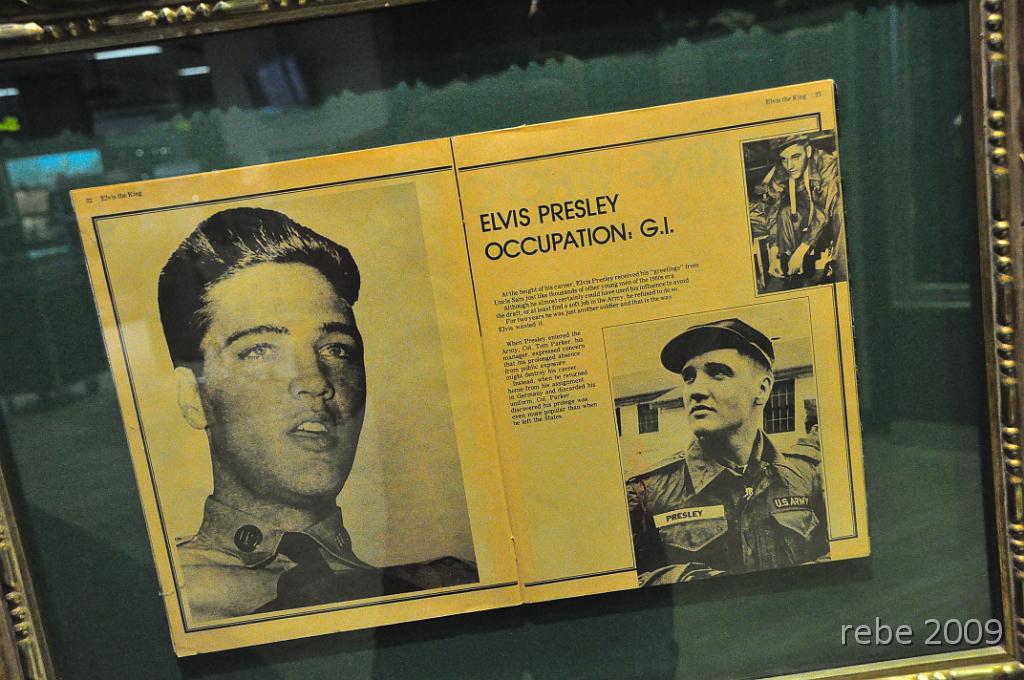 32 Elvis the King
Elvis the King 33
ELVIS PRESLEY
OCCUPATION: G.I.
At the height of his career, Elvis Presley received his "greetings" from
Uncle Sam just like thousands of other young men of the 1950s era.
Although he almost certainly could have used his influence to avoid
the draft, or at least find a soft job in the Army, he refused to do so.
For two years he was just another soldier and that is the way
Elvis wanted it.
When Presley entered the
Army, Col. Tom Parker, his
manager, expressed concern
that his prolonged absence
from public exposure
might destroy his career.
Instead, when he returned
home from his assignment
in Germany and discarded his
uniform, Col. Parker
discovered his protege was
even more popular than when
he left the States.
PRESLEY
U.S. ARMY
rebe 2009